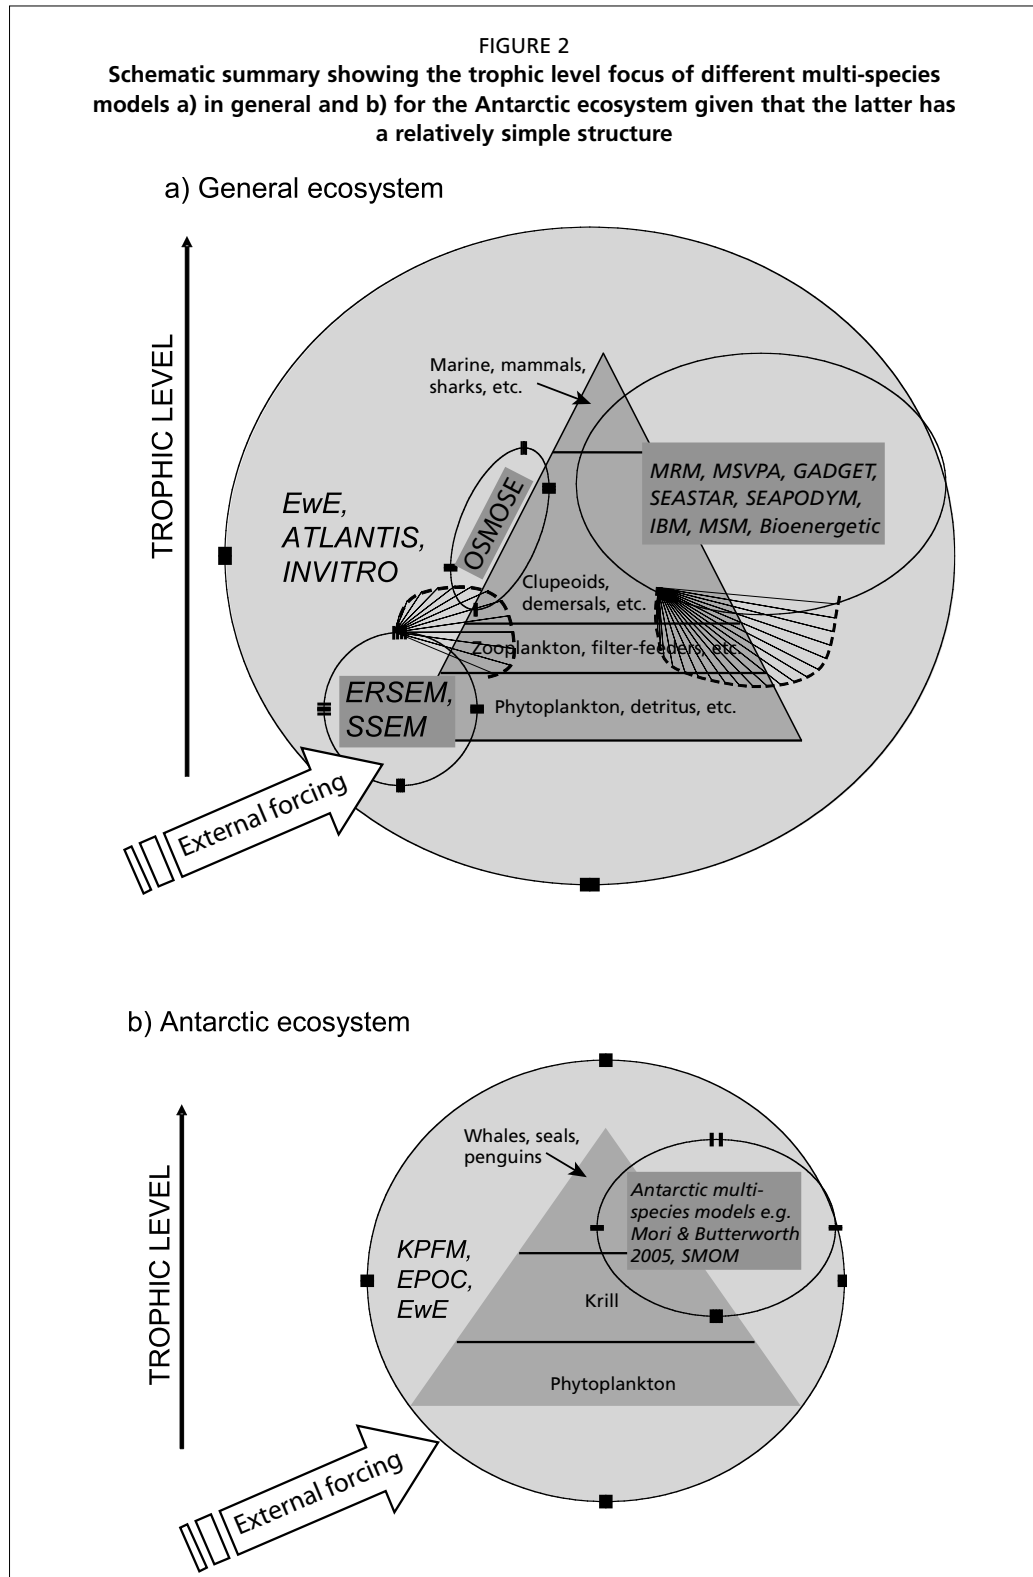 FIGURE 2
Schematic summary showing the trophic level focus of different multi-species
models a) in general and b) for the Antarctic ecosystem given that the latter has
a relatively simple structure
a) General ecosystem
TROPHIC LEVEL
Marine, mammals,
sharks, etc.
MRM, MSVPA, GADGET,
SEASTAR, SEAPODYM,
IBM, MSM, Bioenergetic
EwE,
ATLANTIS,
INVITRO
OSMOSE
Clupeoids,
demersals, etc.
Zooplankton, filter-feeders, etc.
ERSEM,
SSEM
Phytoplankton, detritus, etc.
External forcing
b) Antarctic ecosystem
TROPHIC LEVEL
Whales, seals,
penguins
Antarctic multi-
species models e.g.
Mori & Butterworth
2005, SMOM
KPFM,
EPOC,
EwE
Krill
Phytoplankton
External forcing